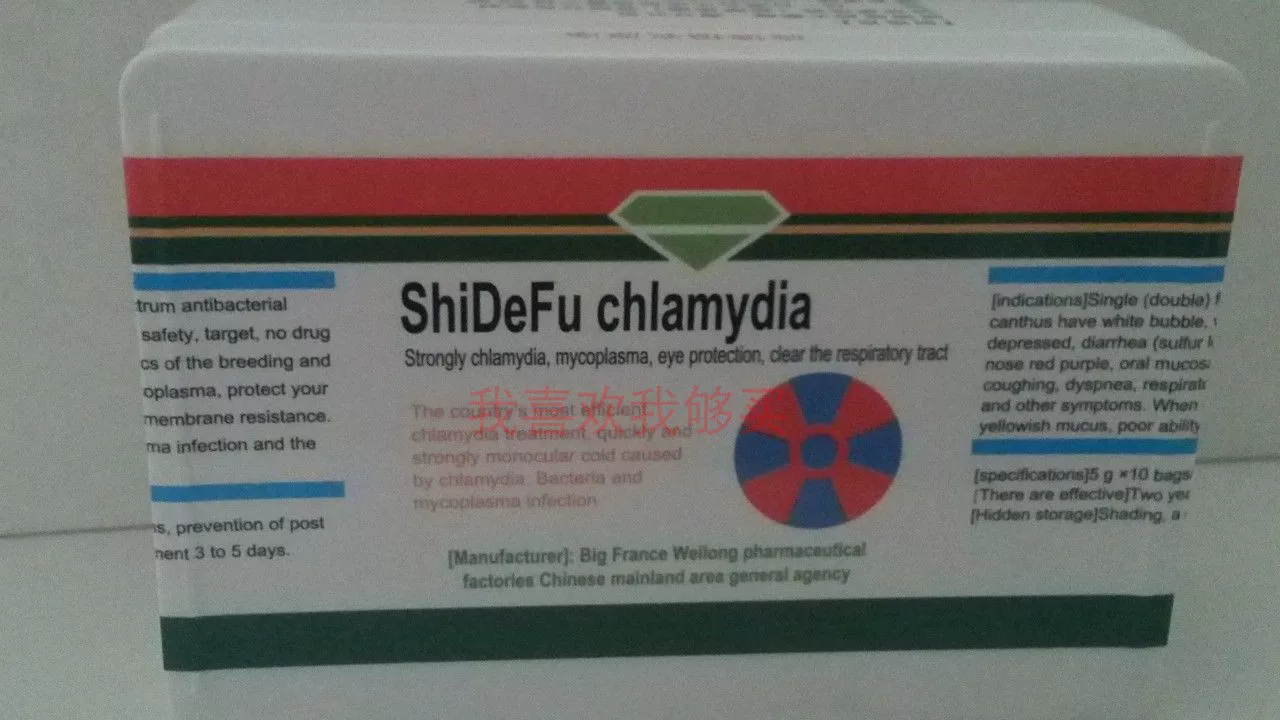 trum antibacterial
safety, target, no drug
cs of the breeding and
oplasma, protect your
membrane resistance.
ma infection and the
s, prevention of post
nent 3 to 5 days.
ShiDeFu chlamydia
Strongly chlamydia, mycoplasma, eye protection, clear the respiratory tract
我喜欢我够买
The country's most efficient
chlamydia treatment, quickly and
strongly monocular cold caused
by chlamydia. Bacteria and
mycoplasma infection
[Manufacturer]: Big France Weilong pharmaceutical
factories Chinese mainland area general agency
[indications]Single (double) f
canthus have white bubble,
depressed, diarrhea (sulfur
nose red purple, oral mucos
coughing, dyspnea, respirat
and other symptoms. When
yellowish mucus, poor ability
[specifications]5 g ×10 bags
[There are effective]Two yea
[Hidden storage]Shading, a